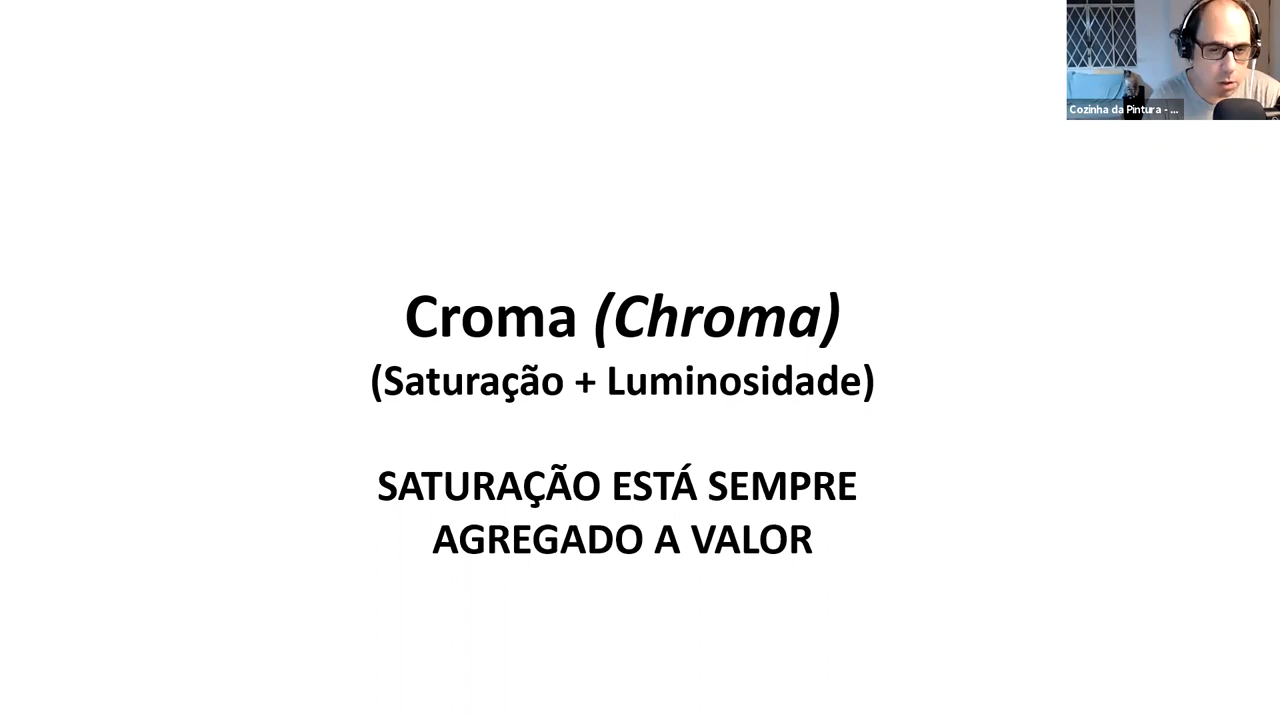 Cozinha da Pintura - ...
Croma (Chroma)
(Saturação + Luminosidade)
SATURAÇÃO ESTÁ SEMPRE
AGREGADO A VALOR